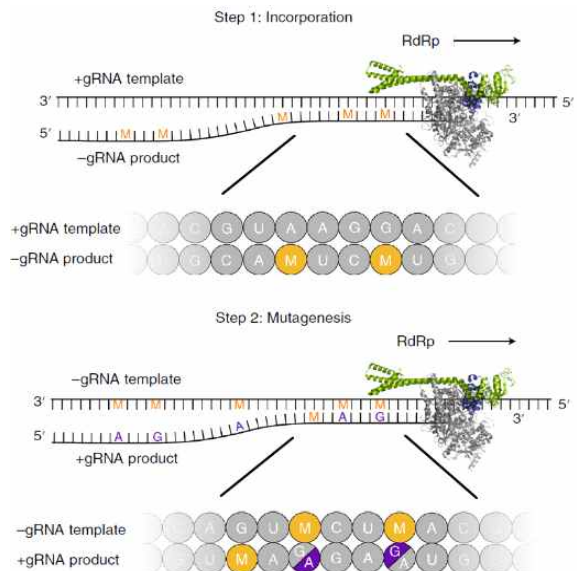 Step 1: Incorporation
RdRp
+gRNA template
3′ 5′
M M M M M
5′ 3′
−gRNA product
+gRNA template A C G U A A G G A C
−gRNA product U G C A M U C M U G
Step 2: Mutagenesis
RdRp
−gRNA template
3′ M M M M M 5′
M A G
5′ A G A 3′
+gRNA product
−gRNA template A G U M C U M A C
+gRNA product U M A G A G A G A U G